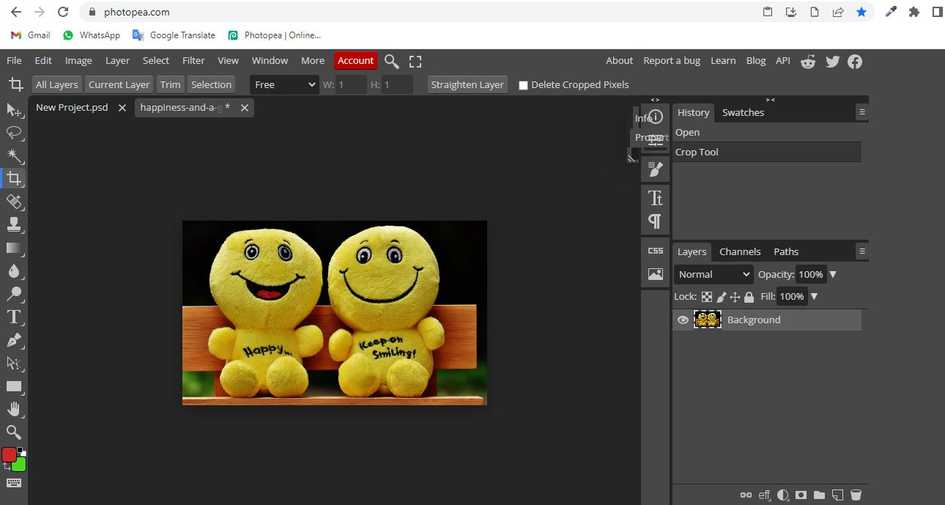 photopea.com
Gmail WhatsApp Google Translate Photopea | Online...
File Edit Image Layer Select Filter View Window More Account About Report a bug Learn Blog API
All Layers Current Layer Trim Selection Free W: 1 H: 1 Straighten Layer Delete Cropped Pixels
New Project.psd happiness-and-a-g *
Info
Propert
CSS
History Swatches
Open
Crop Tool
Happy...
Keep on
Smiling!
Layers Channels Paths
Normal Opacity: 100%
Lock: Fill: 100%
Background
eff